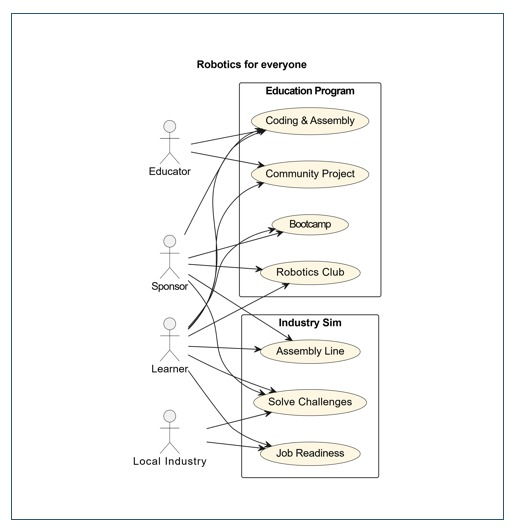 Robotics for everyone
Education Program
Coding & Assembly
Educator
Community Project
Bootcamp
Sponsor
Robotics Club
Industry Sim
Learner
Assembly Line
Solve Challenges
Local Industry
Job Readiness